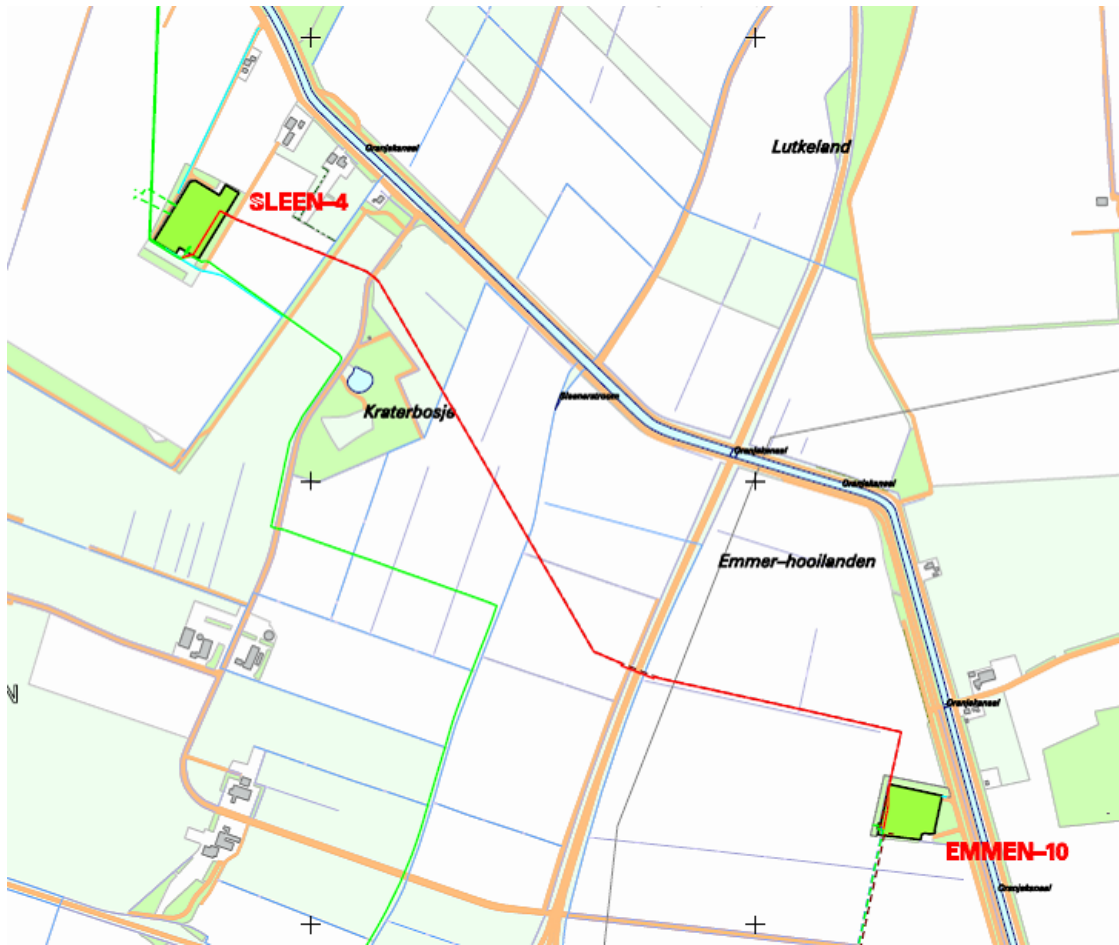 Oranjekanaal
Lutkeland
SLEEN–4
Sleenerstroom
Kraterbosje
Oranjekanaal
Oranjekanaal
Emmer–hooilanden
N
Oranjekanaal
EMMEN–10
Oranjekanaal